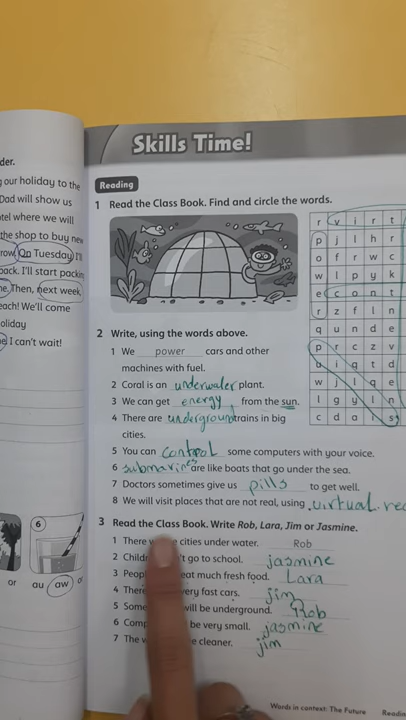 der.
our holiday to the
Dad will show us
tel where we will
the shop to buy new
row. On Tuesday I'll
pack. I'll start packin
e. Then, next week,
each! We'll come
oliday
I can't wait!
6
or au aw or
Skills Time!
Reading
1 Read the Class Book. Find and circle the words.
r v i r t
p j l h r
o f r w c
w l p y k
e c o n t
r z f l n
q u n d e
p r c z v
u i q t d
w j l q e
l g y l n
c d a i s
2 Write, using the words above.
1 We power cars and other
machines with fuel.
2 Coral is an underwater plant.
3 We can get energy from the sun.
4 There are underground trains in big
cities.
5 You can control some computers with your voice.
6 submarines are like boats that go under the sea.
7 Doctors sometimes give us pills to get well.
8 We will visit places that are not real, using virtual rea
3 Read the Class Book. Write Rob, Lara, Jim or Jasmine.
1 There cities under water. Rob
2 Child t go to school. jasmine
3 Peop eat much fresh food. Lara
4 There very fast cars. jim
5 Some will be underground. Rob
6 Comp be very small. jasmine
7 The w e cleaner. jim
Words in context: The Future Readin